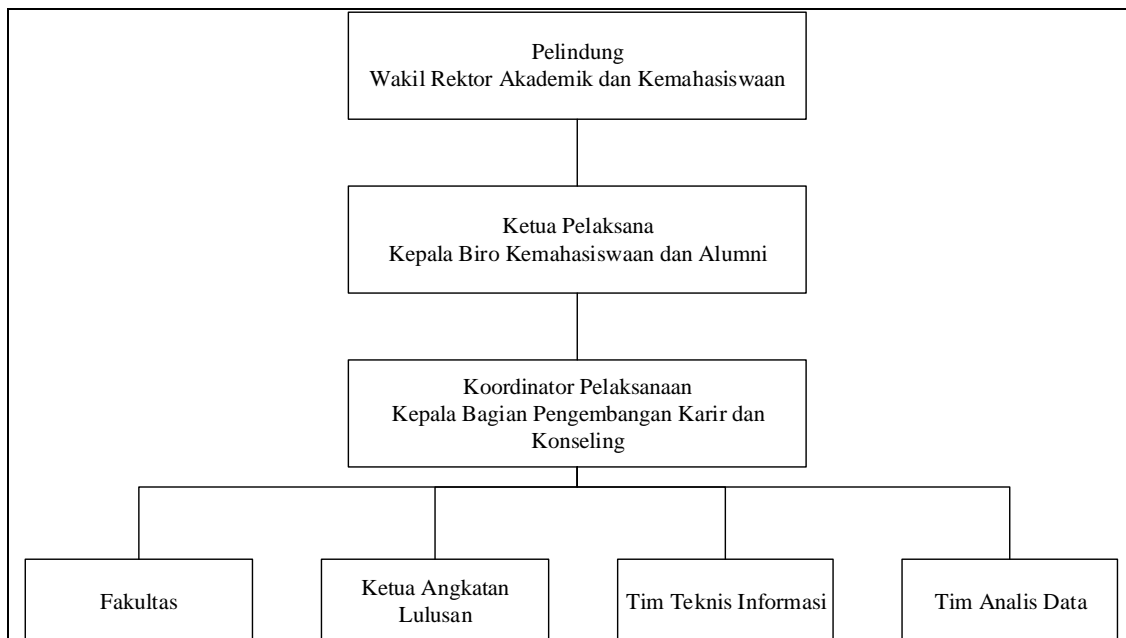 Pelindung
Wakil Rektor Akademik dan Kemahasiswaan
Ketua Pelaksana
Kepala Biro Kemahasiswaan dan Alumni
Koordinator Pelaksanaan
Kepala Bagian Pengembangan Karir dan
Konseling
Fakultas
Ketua Angkatan
Lulusan
Tim Teknis Informasi
Tim Analis Data